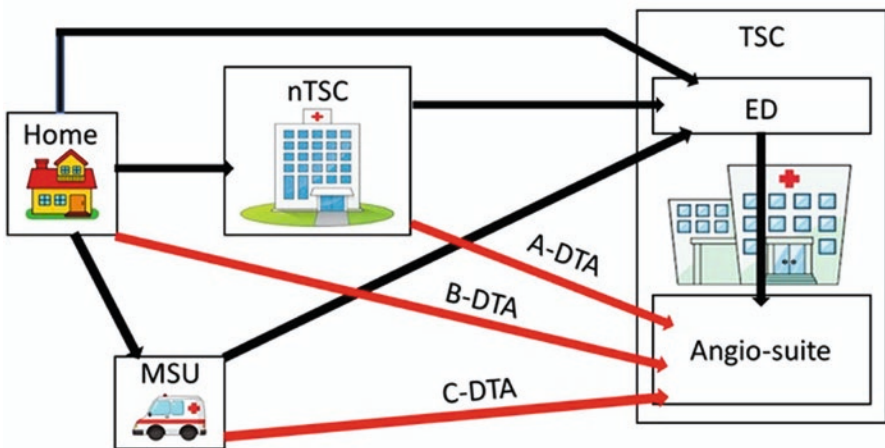 TSC
nTSC
ED
Home
A-DTA
B-DTA
Angio-suite
MSU
C-DTA